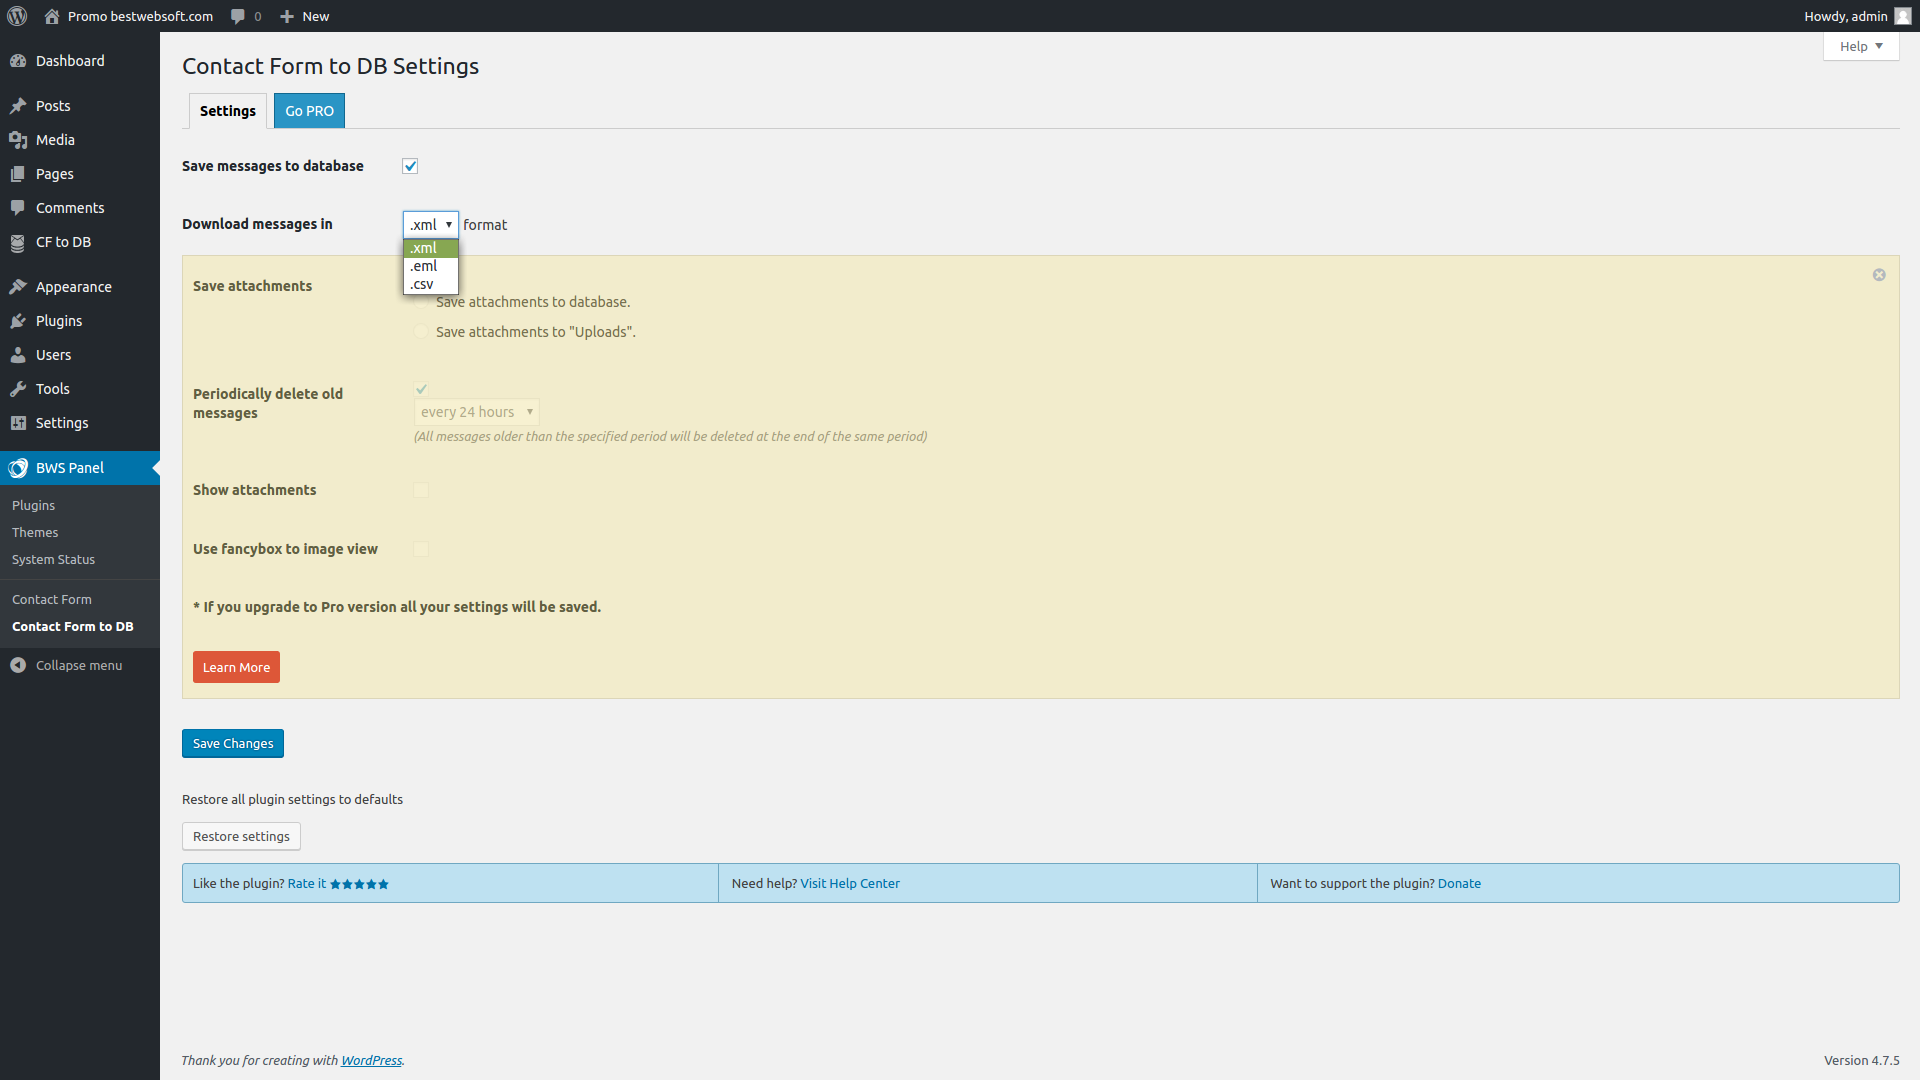 Promo bestwebsoft.com 0 New Howdy, admin
Help
Dashboard
Posts
Media
Pages
Comments
CF to DB
Appearance
Plugins
Users
Tools
Settings
BWS Panel
Plugins
Themes
System Status
Contact Form
Contact Form to DB
Collapse menu
Contact Form to DB Settings
Settings Go PRO
Save messages to database
Download messages in .xml format
.xml
.eml
.csv
Save attachments
Save attachments to database.
Save attachments to "Uploads".
Periodically delete old
messages
every 24 hours
(All messages older than the specified period will be deleted at the end of the same period)
Show attachments
Use fancybox to image view
* If you upgrade to Pro version all your settings will be saved.
Learn More
Save Changes
Restore all plugin settings to defaults
Restore settings
Like the plugin? Rate it ★★★★★ Need help? Visit Help Center Want to support the plugin? Donate
Thank you for creating with WordPress. Version 4.7.5